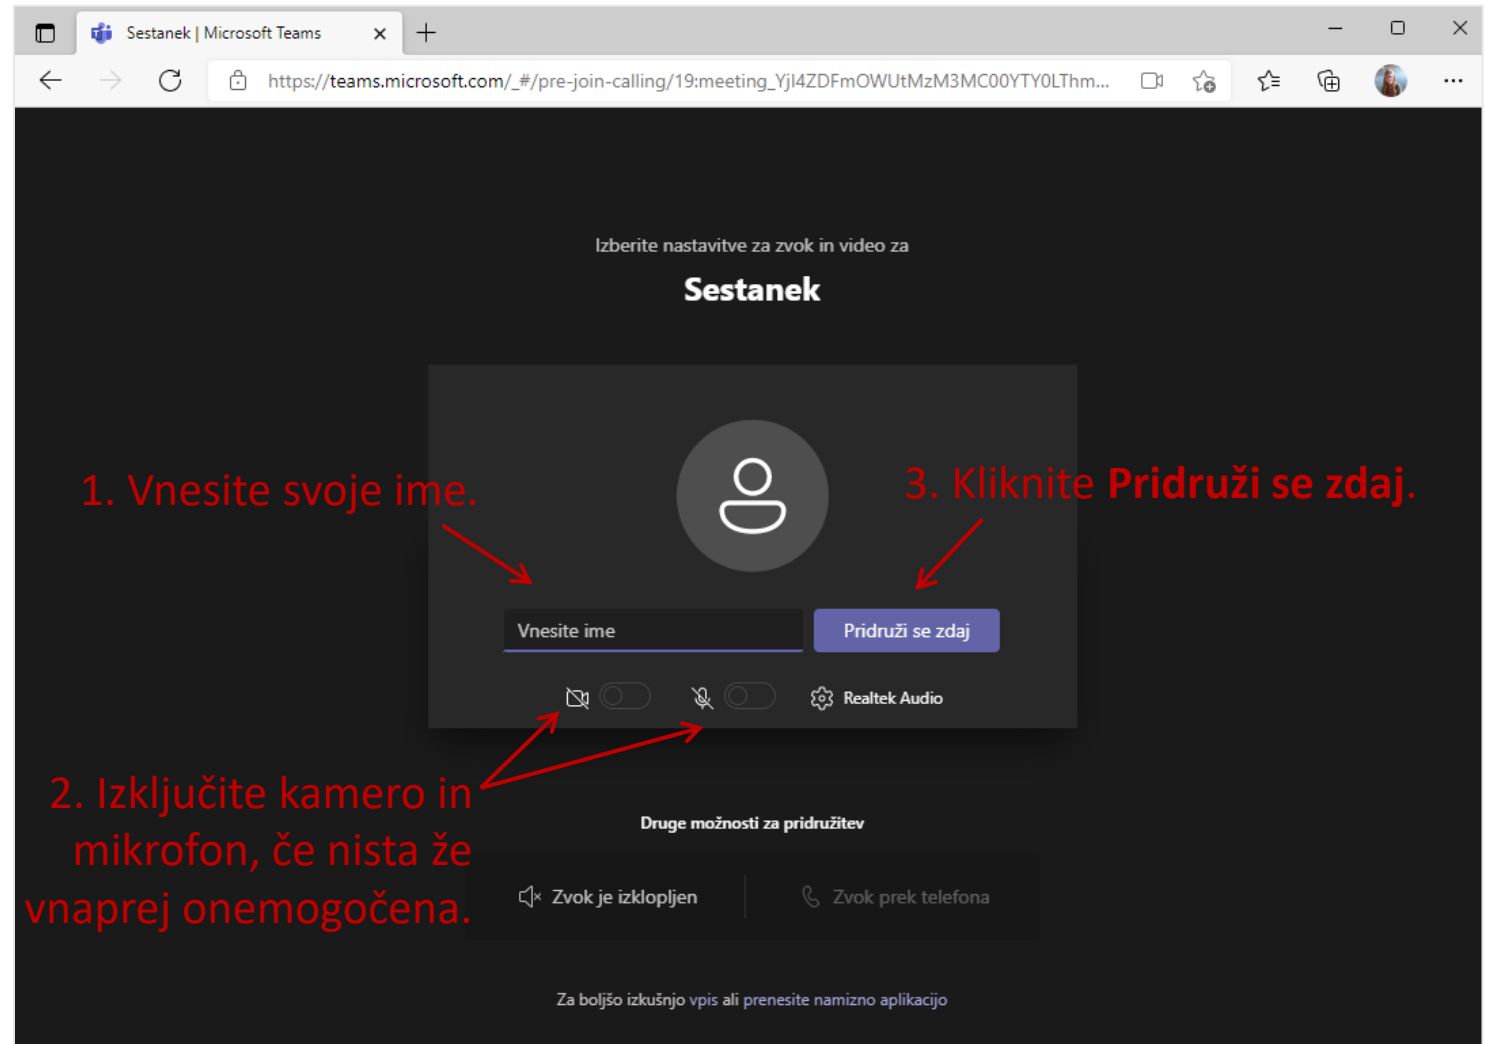 Sestanek | Microsoft Teams
https://teams.microsoft.com/_#/pre-join-calling/19:meeting_YjI4ZDFmOWUtMzM3MC00YTY0LThm...
Izberite nastavitve za zvok in video za
Sestanek
1. Vnesite svoje ime.
3. Kliknite Pridruži se zdaj.
Vnesite ime
Pridruži se zdaj
Realtek Audio
2. Izključite kamero in
mikrofon, če nista že
vnaprej onemogočena.
Druge možnosti za pridružitev
Zvok je izklopljen
Zvok prek telefona
Za boljšo izkušnjo vpis ali prenesite namizno aplikacijo